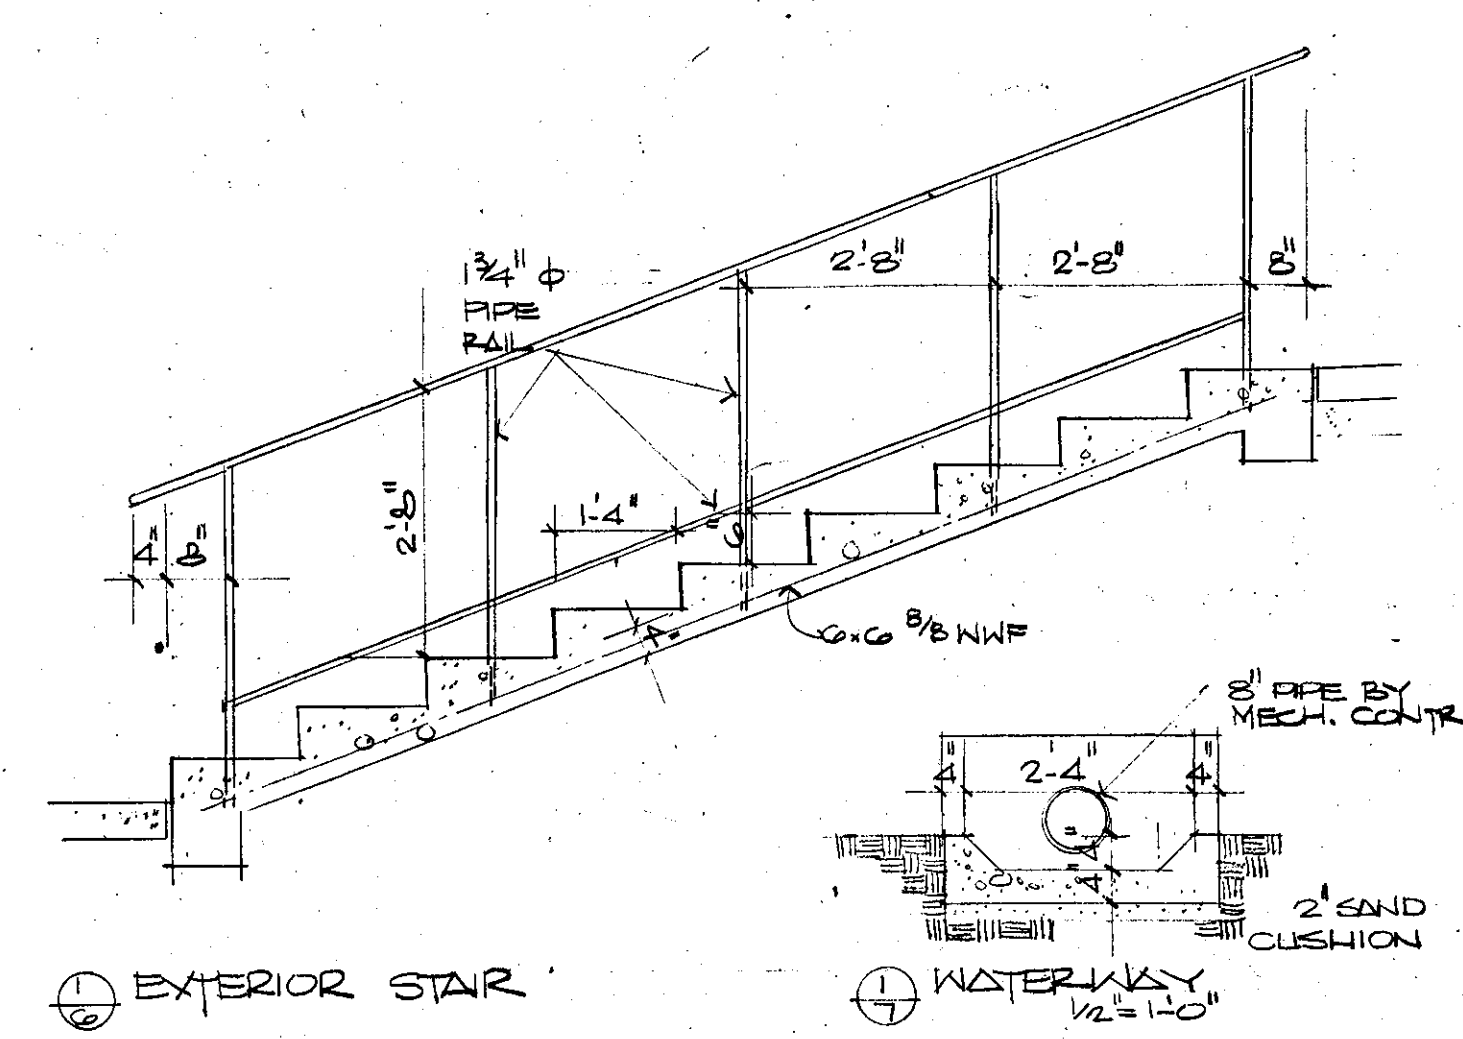 1 3/4" ϕ
PIPE
RAIL
2'-8"
2'-8"
8"
2'-8"
1'-4"
6"
4"
8"
4"
6x6 8/8 WWF
8" PIPE BY
MECH. CONTR
4"
2'-4"
4"
4"
4"
2" SAND
CUSHION
1
6
EXTERIOR STAIR
1
7
WATERWAY
1/2"=1'-0"